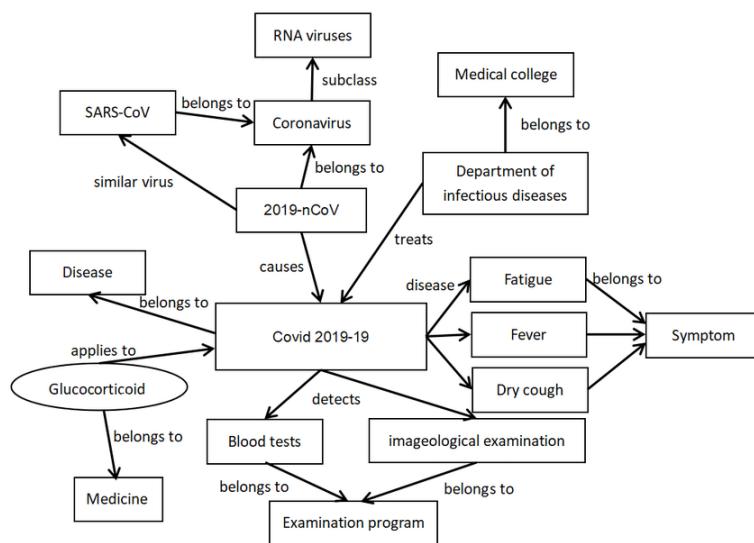 RNA viruses
Medical college
subclass
SARS-CoV
belongs to
Coronavirus
belongs to
belongs to
Department of
infectious diseases
similar virus
2019-nCoV
treats
causes
Disease
disease
Fatigue
belongs to
belongs to
Covid 2019-19
Fever
Symptom
applies to
Glucocorticoid
Dry cough
detects
belongs to
Blood tests
imageological examination
belongs to
belongs to
Medicine
Examination program